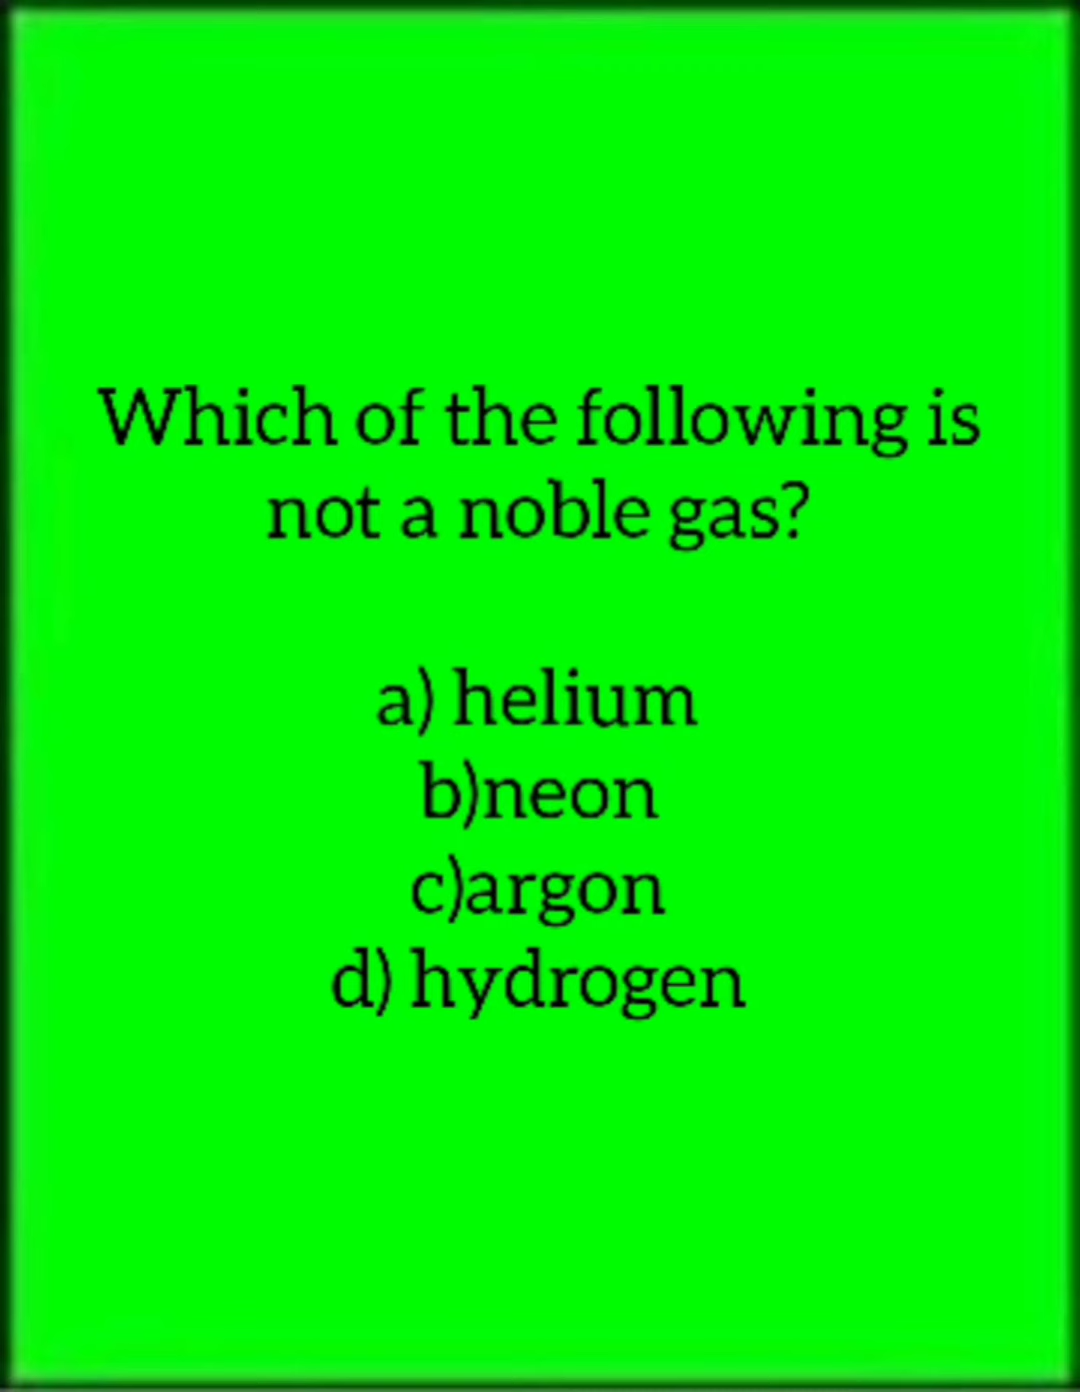 Which of the following is
not a noble gas?
a) helium
b)neon
c)argon
d) hydrogen